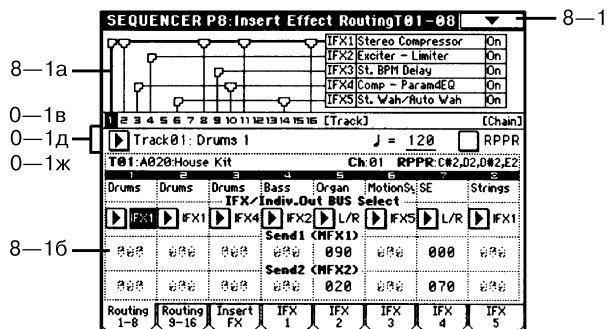 SEQUENCER P8:Insert Effect RoutingT01-08
8—1
IFX1 Stereo Compressor On
IFX2 Exciter - Limiter On
IFX3 St. BPM Delay On
IFX4 Comp - Param4EQ On
IFX5 St. Wah/Auto Wah On
8—1а
0—1в
1 2 3 4 5 6 7 8 9 10 11 12 13 14 15 16 [Track] [Chain]
0—1д
Track01: Drums 1 ♩ = 120 RPPR
0—1ж
T01:A020:House Kit Ch:01 RPPR:C#2,D2,D#2,E2
1 2 3 4 5 6 7 8
Drums Drums Drums Bass Organ MotionSy SE Strings
IFX/Indiv.Out BUS Select
IFX1 IFX1 IFX4 IFX2 L/R IFX5 L/R IFX1
Send1 (MFX1)
8—1б
090 000
Send2 (MFX2)
020 070
Routing 1-8 Routing 9-16 Insert FX IFX 1 IFX 2 IFX 3 IFX 4 IFX 5